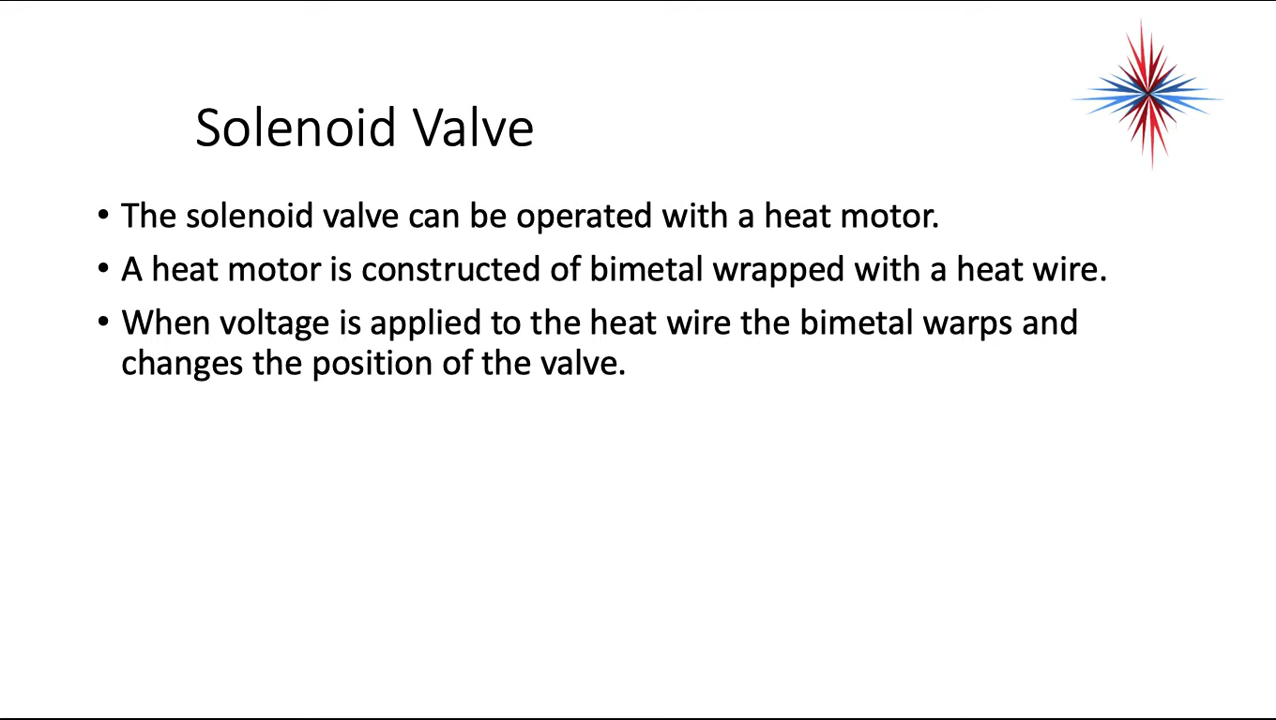 Solenoid Valve
• The solenoid valve can be operated with a heat motor.
• A heat motor is constructed of bimetal wrapped with a heat wire.
• When voltage is applied to the heat wire the bimetal warps and
changes the position of the valve.